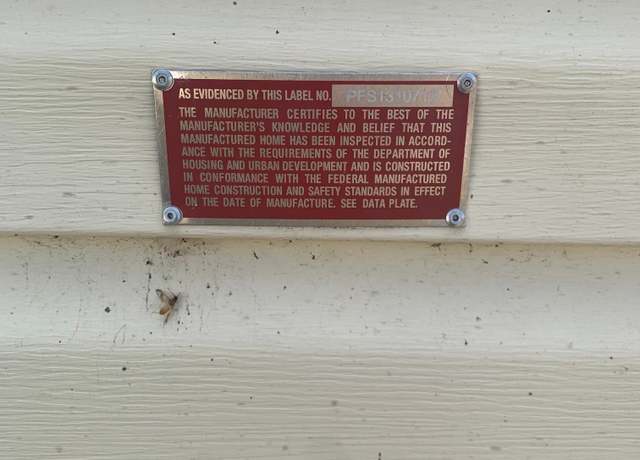 AS EVIDENCED BY THIS LABEL NO.
THE MANUFACTURER CERTIFIES TO THE BEST OF THE
MANUFACTURER'S KNOWLEDGE AND BELIEF THAT THIS
MANUFACTURED HOME HAS BEEN INSPECTED IN ACCORD-
ANCE WITH THE REQUIREMENTS OF THE DEPARTMENT OF
HOUSING AND URBAN DEVELOPMENT AND IS CONSTRUCTED
IN CONFORMANCE WITH THE FEDERAL MANUFACTURED
HOME CONSTRUCTION AND SAFETY STANDARDS IN EFFECT
ON THE DATE OF MANUFACTURE. SEE DATA PLATE.